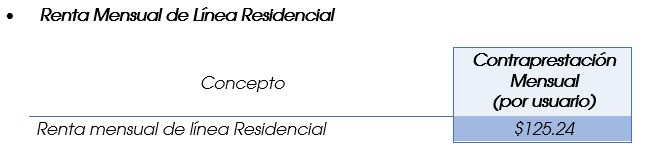 • Renta Mensual de Línea Residencial
Concepto
Contraprestación
Mensual
(por usuario)
Renta mensual de línea Residencial
$125.24